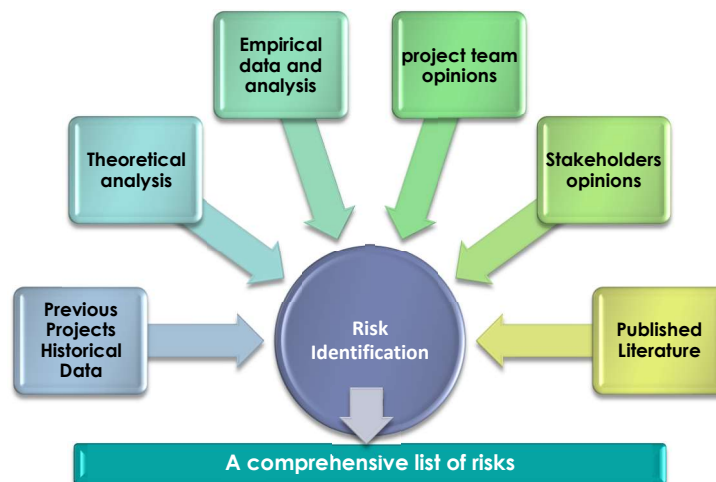 Previous
Projects
Historical
Data
Theoretical
analysis
Empirical
data and
analysis
project team
opinions
Stakeholders
opinions
Published
Literature
Risk
Identification
A comprehensive list of risks